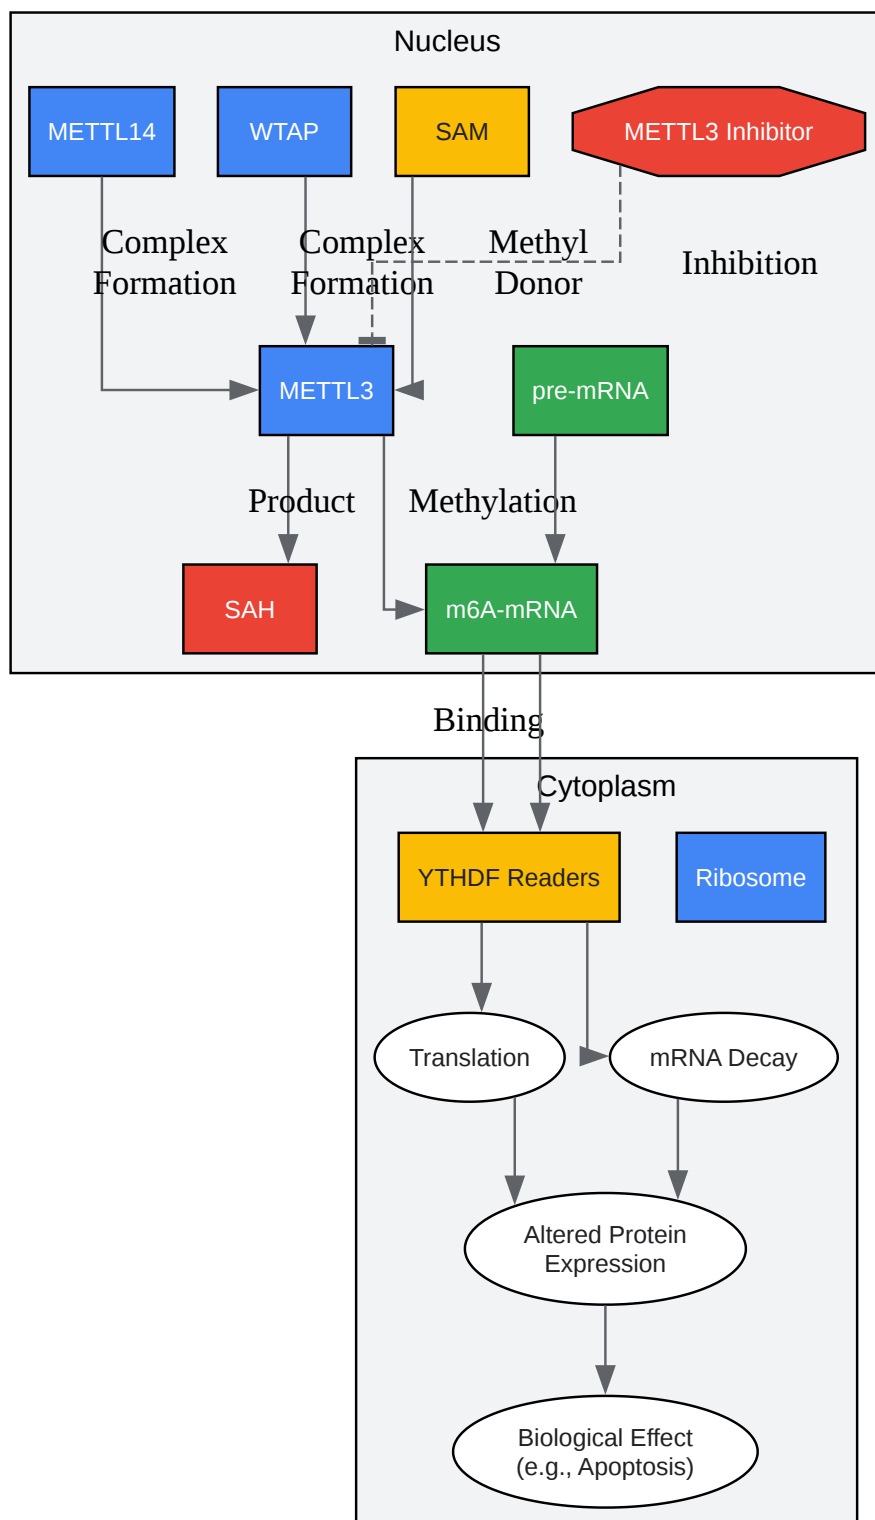 Nucleus
METTL14
WTAP
SAM
METTL3 Inhibitor
Complex
Formation
Complex
Formation
Methyl
Donor
Inhibition
METTL3
pre-mRNA
Product
Methylation
SAH
m6A-mRNA
Binding
Cytoplasm
YTHDF Readers
Ribosome
Translation
mRNA Decay
Altered Protein
Expression
Biological Effect
(e.g., Apoptosis)